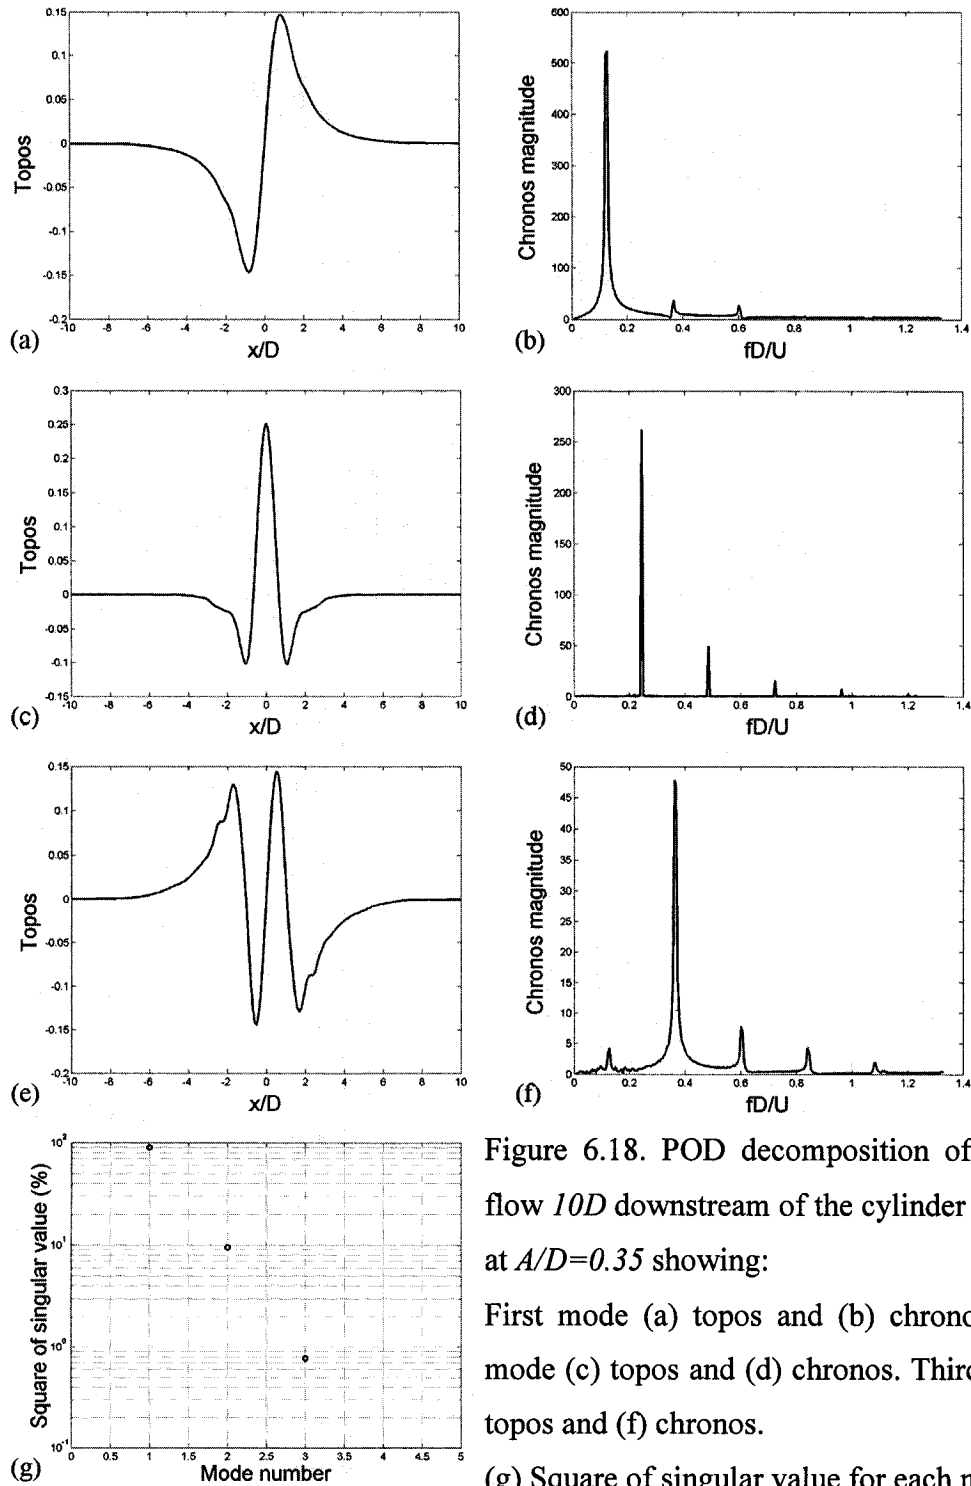 0.15
0.1
0.05
0
-0.05
-0.1
-0.15
-0.2
Topos
-10 -8 -6 -4 -2 0 2 4 6 8 10
x/D
(a)
600
500
400
300
200
100
0
Chronos magnitude
0 0.2 0.4 0.6 0.8 1 1.2 1.4
fD/U
(b)
0.3
0.25
0.2
0.15
0.1
0.05
0
-0.05
-0.1
-0.15
Topos
-10 -8 -6 -4 -2 0 2 4 6 8 10
x/D
(c)
300
250
200
150
100
50
0
Chronos magnitude
0 0.2 0.4 0.6 0.8 1 1.2 1.4
fD/U
(d)
0.15
0.1
0.05
0
-0.05
-0.1
-0.15
-0.2
Topos
-10 -8 -6 -4 -2 0 2 4 6 8 10
x/D
(e)
50
45
40
35
30
25
20
15
10
5
0
Chronos magnitude
0 0.2 0.4 0.6 0.8 1 1.2 1.4
fD/U
(f)
10²
10¹
10⁰
10⁻¹
Square of singular value (%)
0 0.5 1 1.5 2 2.5 3 3.5 4 4.5 5
Mode number
(g)
Figure 6.18. POD decomposition of
flow 10D downstream of the cylinder
at A/D=0.35 showing:
First mode (a) topos and (b) chrono
mode (c) topos and (d) chronos. Third
topos and (f) chronos.
(g) Square of singular value for each